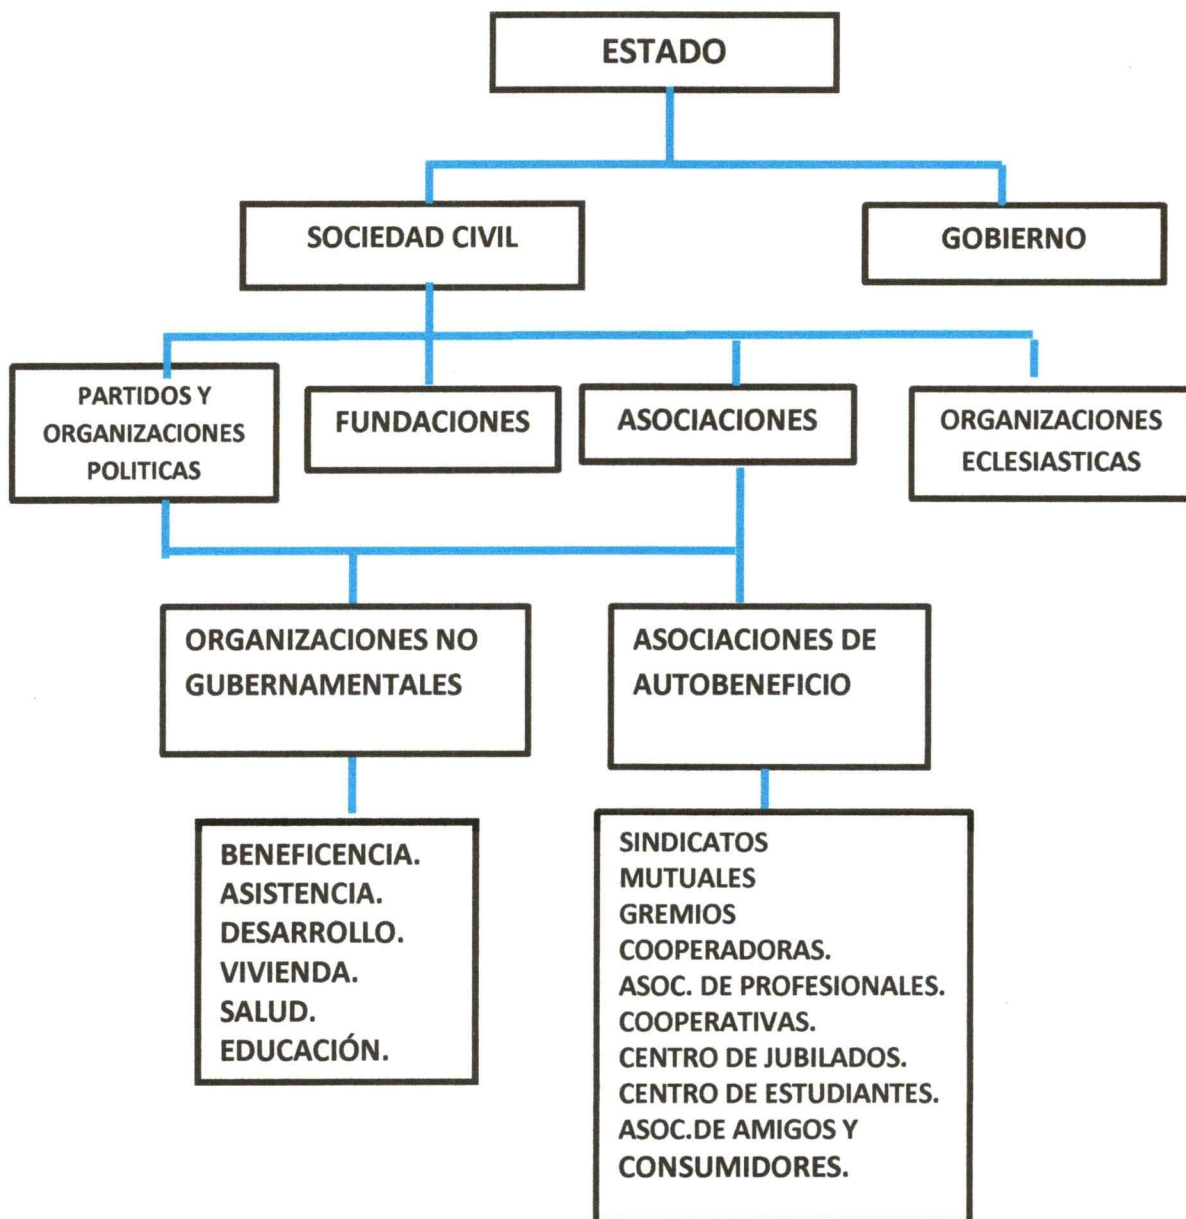 ESTADO
SOCIEDAD CIVIL
GOBIERNO
PARTIDOS Y
ORGANIZACIONES
POLITICAS
FUNDACIONES
ASOCIACIONES
ORGANIZACIONES
ECLESIASTICAS
ORGANIZACIONES NO
GUBERNAMENTALES
ASOCIACIONES DE
AUTOBENEFICIO
BENEFICENCIA.
ASISTENCIA.
DESARROLLO.
VIVIENDA.
SALUD.
EDUCACIÓN.
SINDICATOS
MUTUALES
GREMIOS
COOPERADORAS.
ASOC. DE PROFESIONALES.
COOPERATIVAS.
CENTRO DE JUBILADOS.
CENTRO DE ESTUDIANTES.
ASOC.DE AMIGOS Y
CONSUMIDORES.